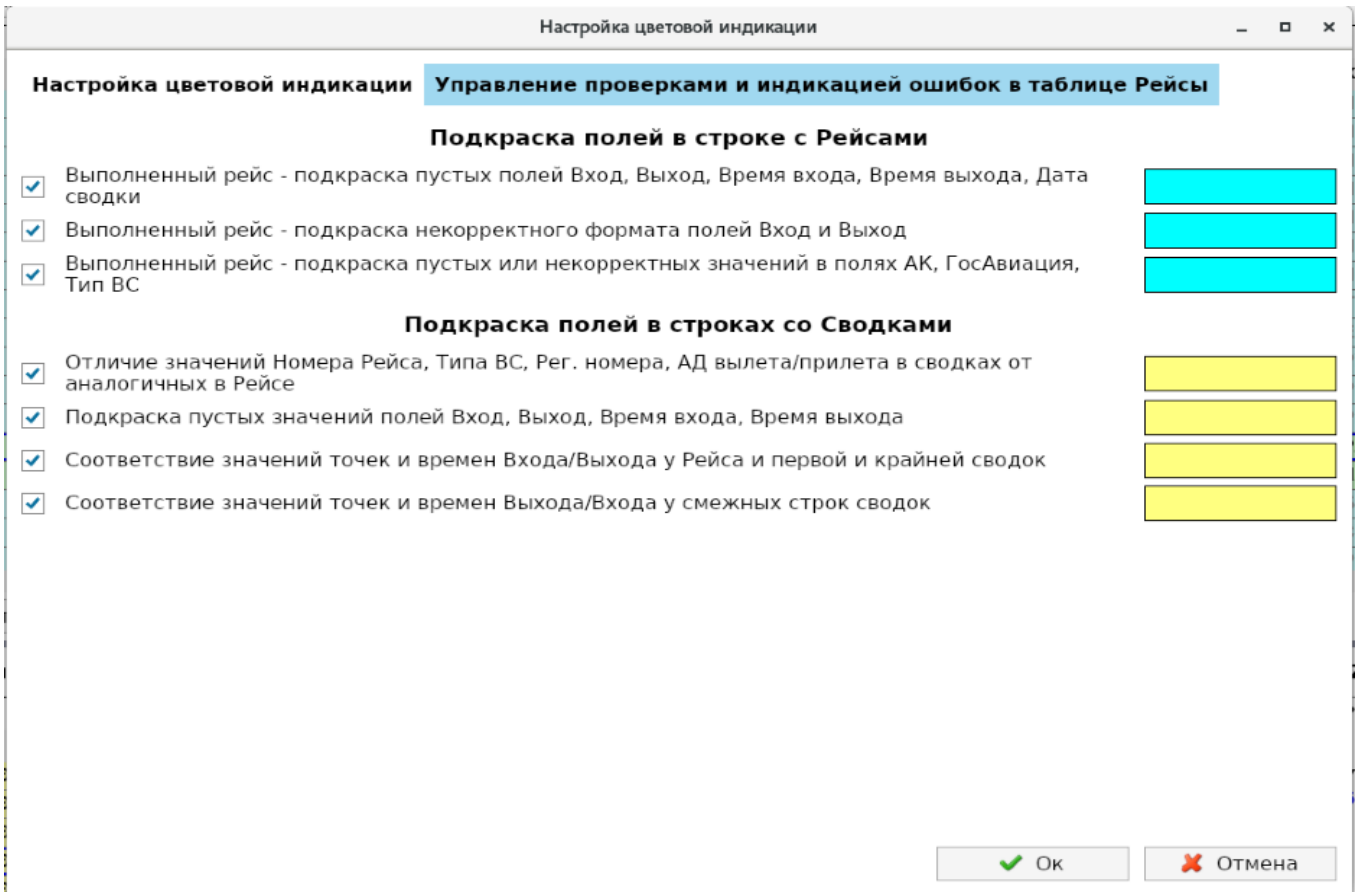 Настройка цветовой индикации
Настройка цветовой индикации Управление проверками и индикацией ошибок в таблице Рейсы
Подкраска полей в строке с Рейсами
Выполненный рейс - подкраска пустых полей Вход, Выход, Время входа, Время выхода, Дата
сводки
Выполненный рейс - подкраска некорректного формата полей Вход и Выход
Выполненный рейс - подкраска пустых или некорректных значений в полях АК, ГосАвиация,
Тип ВС
Подкраска полей в строках со Сводками
Отличие значений Номера Рейса, Типа ВС, Рег. номера, АД вылета/прилета в сводках от
аналогичных в Рейсе
Подкраска пустых значений полей Вход, Выход, Время входа, Время выхода
Соответствие значений точек и времен Входа/Выхода у Рейса и первой и крайней сводок
Соответствие значений точек и времен Выхода/Входа у смежных строк сводок
Ок
Отмена